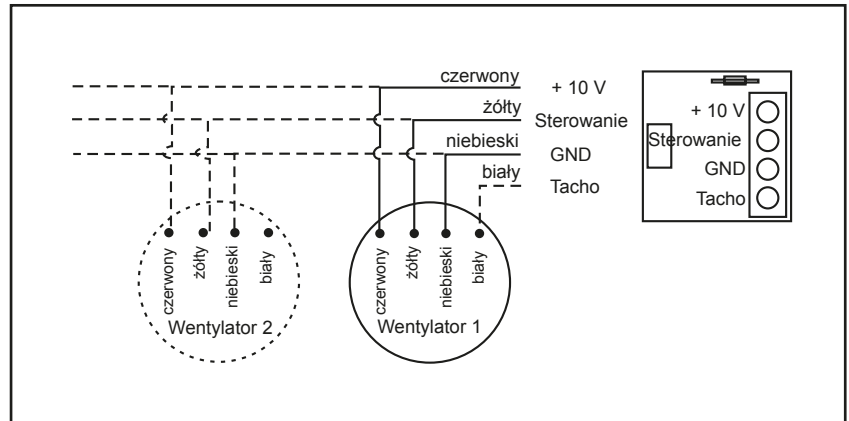 czerwony
+ 10 V
żółty
Sterowanie
niebieski
GND
biały
Tacho
+ 10 V
Sterowanie
GND
Tacho
czerwony
żółty
niebieski
biały
Wentylator 2
czerwony
żółty
niebieski
biały
Wentylator 1